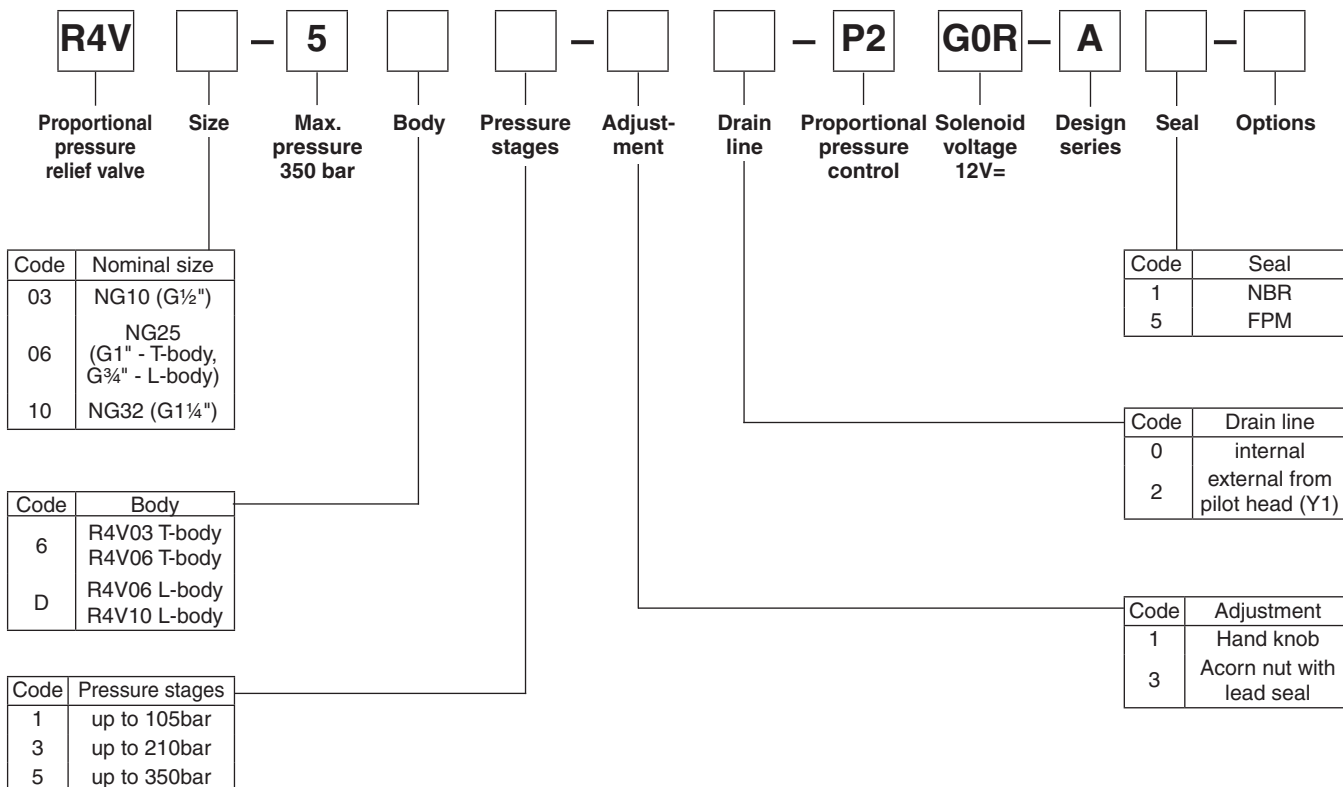 R4V – 5 – – P2 G0R – A –
Proportional pressure relief valve
Size
Max. pressure 350 bar
Body
Pressure stages
Adjust-ment
Drain line
Proportional pressure control
Solenoid voltage 12V=
Design series
Seal
Options
Code Nominal size
03 NG10 (G½")
06 NG25 (G1" - T-body, G¾" - L-body)
10 NG32 (G1¼")
Code Body
6 R4V03 T-body
R4V06 T-body
D R4V06 L-body
R4V10 L-body
Code Pressure stages
1 up to 105bar
3 up to 210bar
5 up to 350bar
Code Seal
1 NBR
5 FPM
Code Drain line
0 internal
2 external from pilot head (Y1)
Code Adjustment
1 Hand knob
3 Acorn nut with lead seal